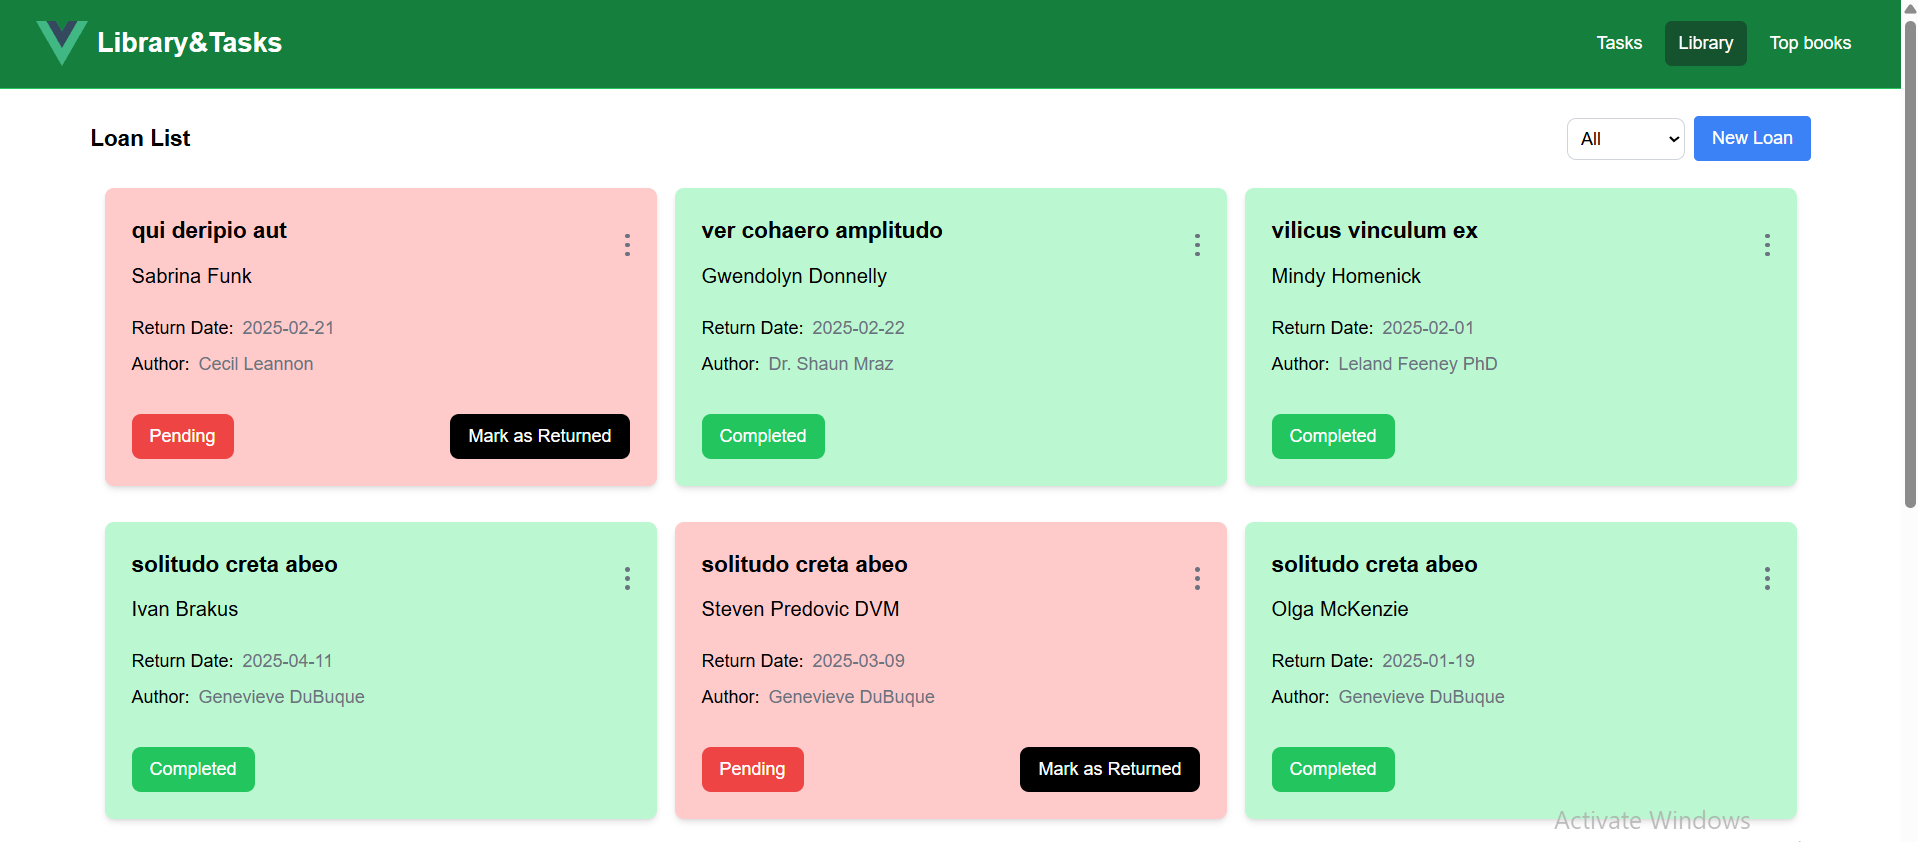 Library&Tasks
Tasks Library Top books
Loan List
All New Loan
qui deripio aut
Sabrina Funk
Return Date: 2025-02-21
Author: Cecil Leannon
Pending Mark as Returned
ver cohaero amplitudo
Gwendolyn Donnelly
Return Date: 2025-02-22
Author: Dr. Shaun Mraz
Completed
vilicus vinculum ex
Mindy Homenick
Return Date: 2025-02-01
Author: Leland Feeney PhD
Completed
solitudo creta abeo
Ivan Brakus
Return Date: 2025-04-11
Author: Genevieve DuBuque
Completed
solitudo creta abeo
Steven Predovic DVM
Return Date: 2025-03-09
Author: Genevieve DuBuque
Pending Mark as Returned
solitudo creta abeo
Olga McKenzie
Return Date: 2025-01-19
Author: Genevieve DuBuque
Completed
Activate Windows